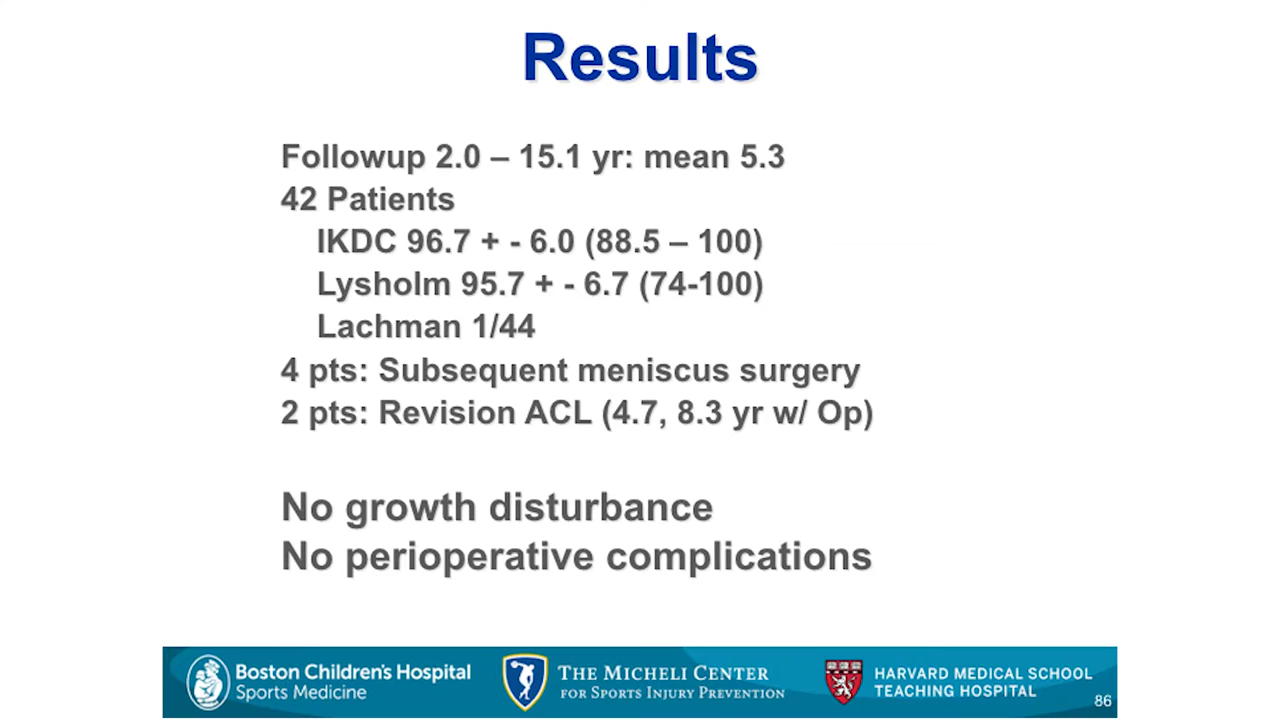 Results
Followup 2.0 – 15.1 yr: mean 5.3
42 Patients
IKDC 96.7 + - 6.0 (88.5 – 100)
Lysholm 95.7 + - 6.7 (74-100)
Lachman 1/44
4 pts: Subsequent meniscus surgery
2 pts: Revision ACL (4.7, 8.3 yr w/ Op)
No growth disturbance
No perioperative complications
Boston Children's Hospital
Sports Medicine
THE MICHELI CENTER
FOR SPORTS INJURY PREVENTION
HARVARD MEDICAL SCHOOL
TEACHING HOSPITAL
86